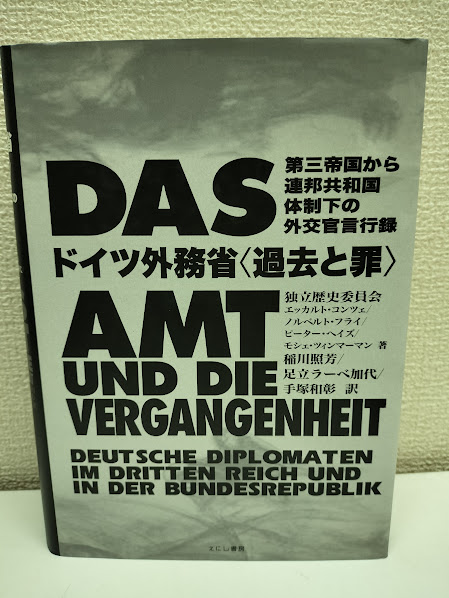 DAS
第三帝国から
連邦共和国
体制下の
外交官言行録
ドイツ外務省〈過去と罪〉
AMT
独立歴史委員会
エッカルト・コンツェ/
ノルベルト・フライ/
ピーター・ヘイズ/
モシェ・ツィンマーマン 著
稲川照芳/
足立ラーベ加代/
手塚和彰 訳
UND DIE
VERGANGENHEIT
DEUTSCHE DIPLOMATEN
IM DRITTEN REICH UND
IN DER BUNDESREPUBLIK
えにし書房